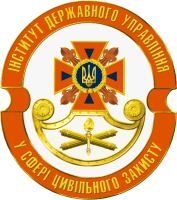 ІНСТИТУТ ДЕРЖАВНОГО УПРАВЛІННЯ
У СФЕРІ ЦИВІЛЬНОГО ЗАХИСТУ